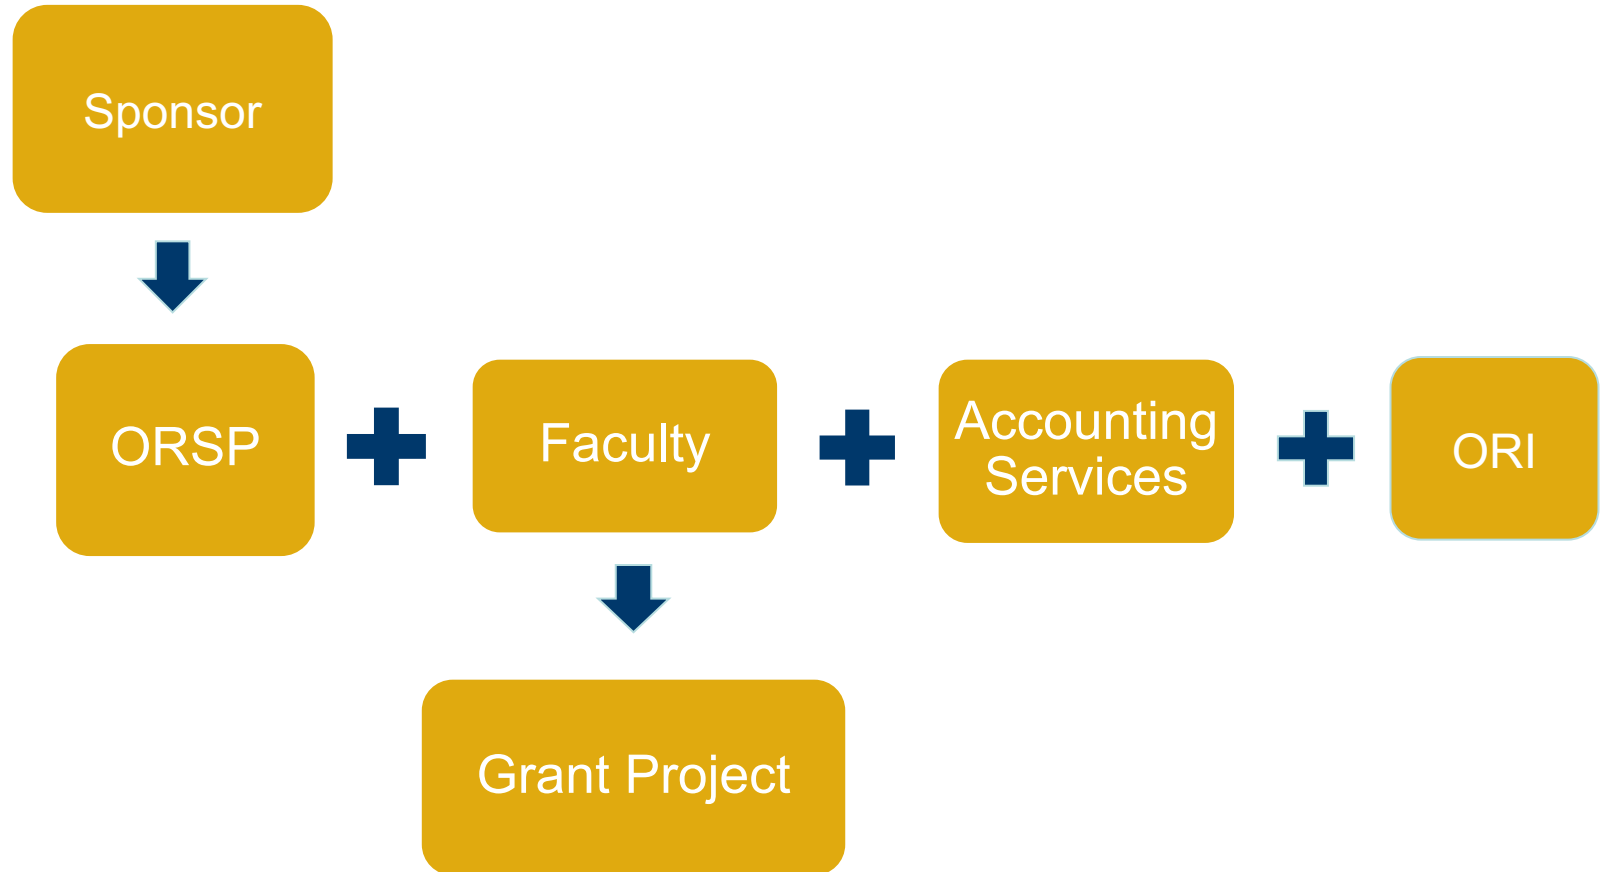 Sponsor
ORSP
Faculty
Accounting
Services
ORI
Grant Project